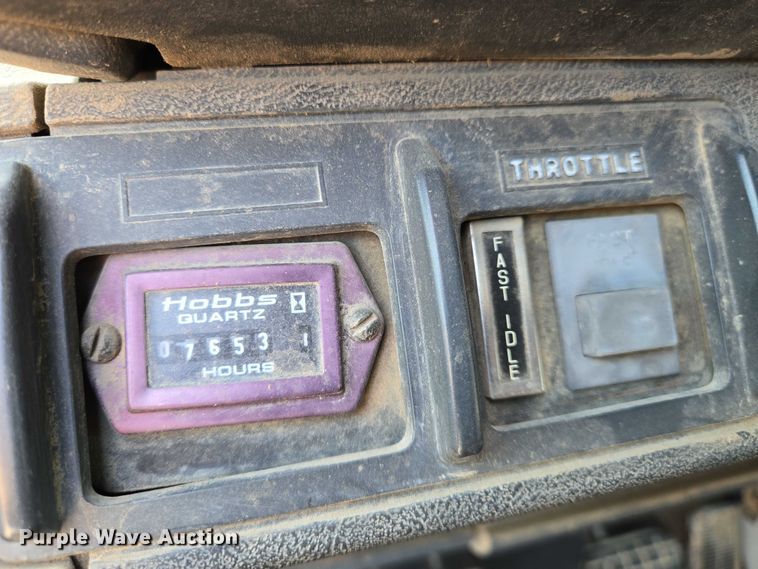 THROTTLE
FAST IDLE
Hobbs
QUARTZ
07653 1
HOURS
Purple Wave Auction